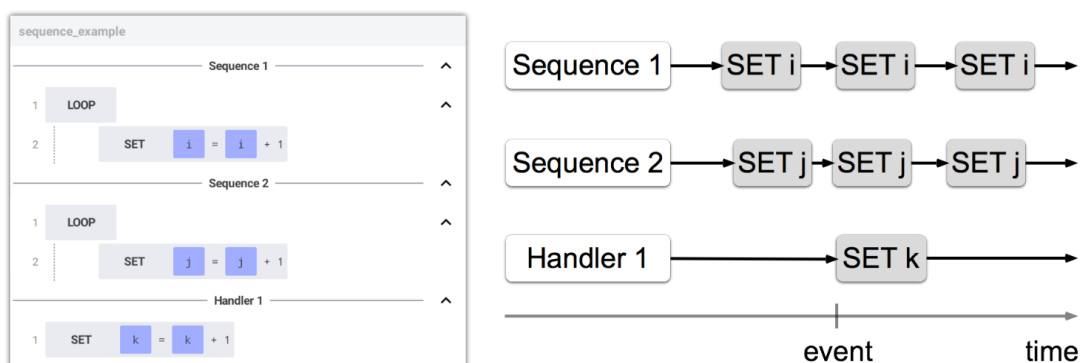 sequence_example
Sequence 1
1 LOOP
2 SET i = i + 1
Sequence 2
1 LOOP
2 SET j = j + 1
Handler 1
1 SET k = k + 1
Sequence 1 SET i SET i SET i
Sequence 2 SET j SET j SET j
Handler 1 SET k
event time